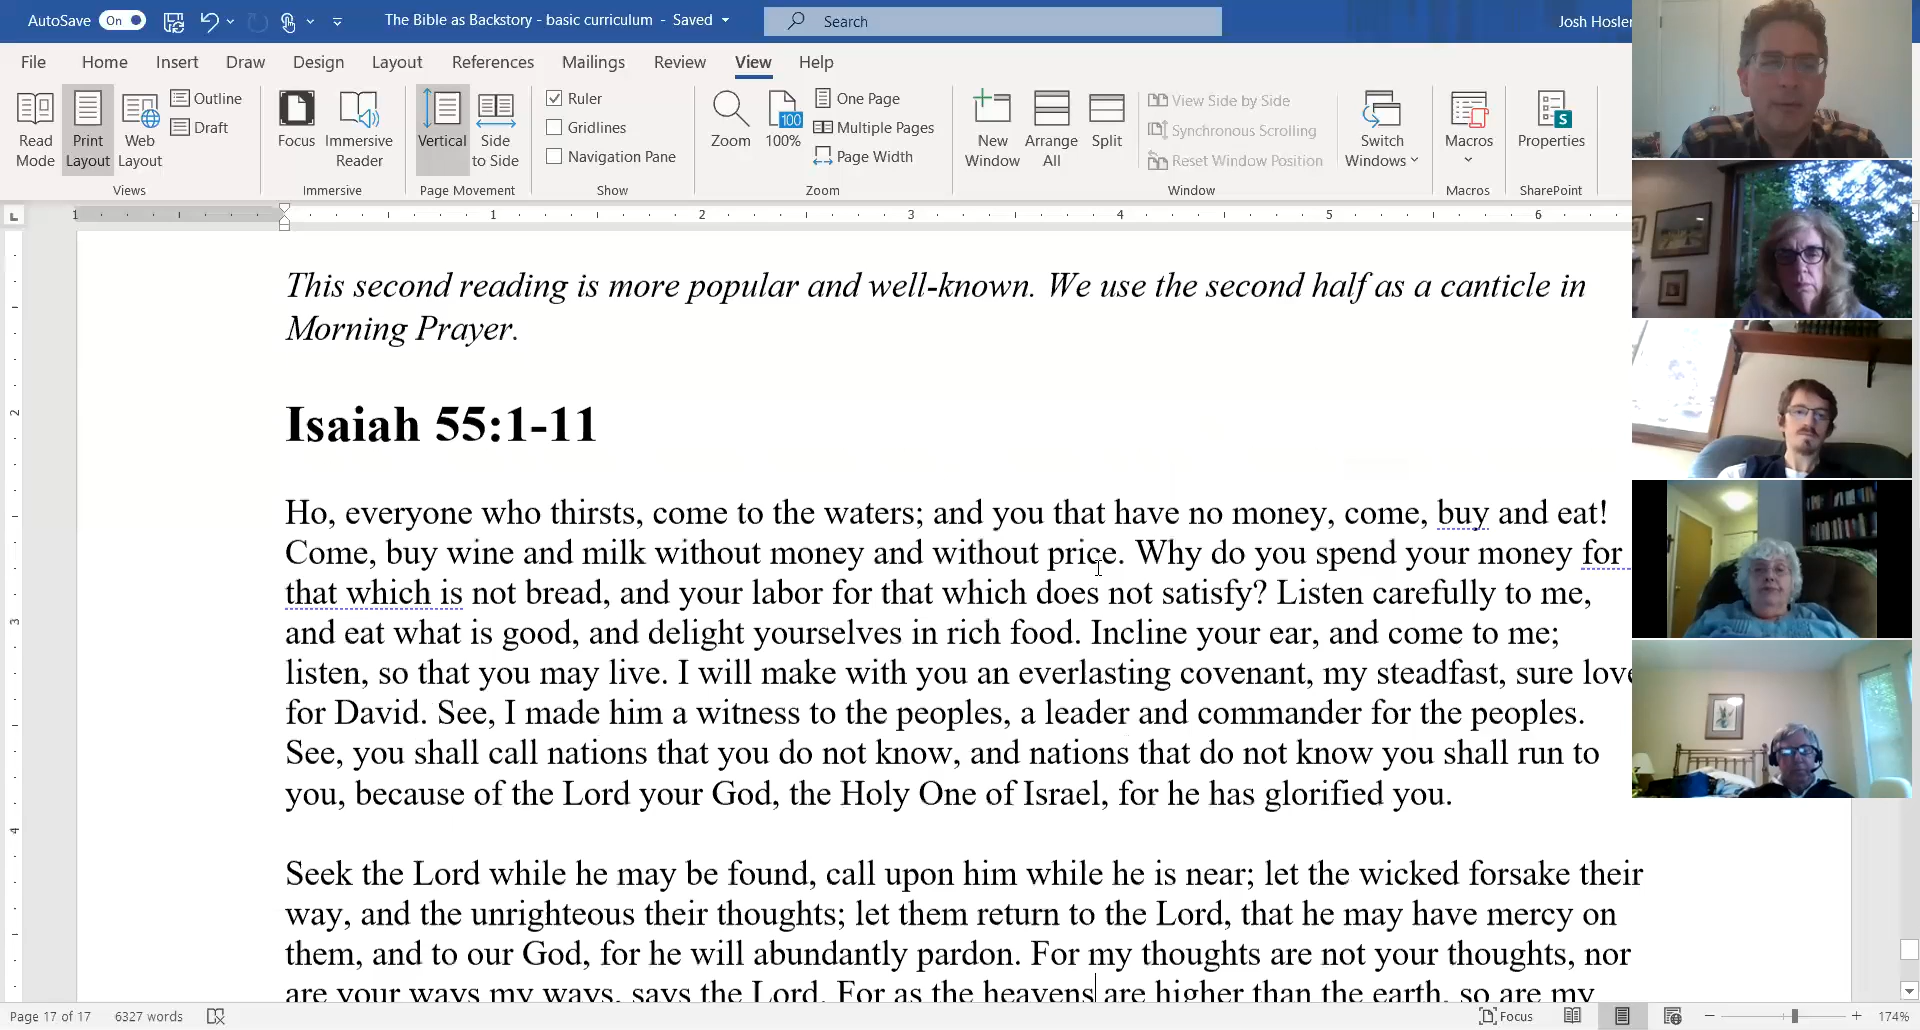 AutoSave On The Bible as Backstory - basic curriculum - Saved Search Josh Hosler
File Home Insert Draw Design Layout References Mailings Review View Help
Read Mode
Print Layout
Web Layout
Outline
Draft
Views
Focus
Immersive Reader
Immersive
Vertical
Side to Side
Page Movement
Ruler
Gridlines
Navigation Pane
Show
Zoom
100
100%
One Page
Multiple Pages
Page Width
Zoom
New Window
Arrange All
Split
View Side by Side
Synchronous Scrolling
Reset Window Position
Switch Windows
Window
Macros
Macros
S
Properties
SharePoint
L
1 1 2 3 4 5 6
2
3
4
This second reading is more popular and well-known. We use the second half as a canticle in
Morning Prayer.
Isaiah 55:1-11
Ho, everyone who thirsts, come to the waters; and you that have no money, come, buy and eat!
Come, buy wine and milk without money and without price. Why do you spend your money for
that which is not bread, and your labor for that which does not satisfy? Listen carefully to me,
and eat what is good, and delight yourselves in rich food. Incline your ear, and come to me;
listen, so that you may live. I will make with you an everlasting covenant, my steadfast, sure love
for David. See, I made him a witness to the peoples, a leader and commander for the peoples.
See, you shall call nations that you do not know, and nations that do not know you shall run to
you, because of the Lord your God, the Holy One of Israel, for he has glorified you.
Seek the Lord while he may be found, call upon him while he is near; let the wicked forsake their
way, and the unrighteous their thoughts; let them return to the Lord, that he may have mercy on
them, and to our God, for he will abundantly pardon. For my thoughts are not your thoughts, nor
are your ways my ways, says the Lord. For as the heavens are higher than the earth, so are my
Page 17 of 17 6327 words Focus 174%